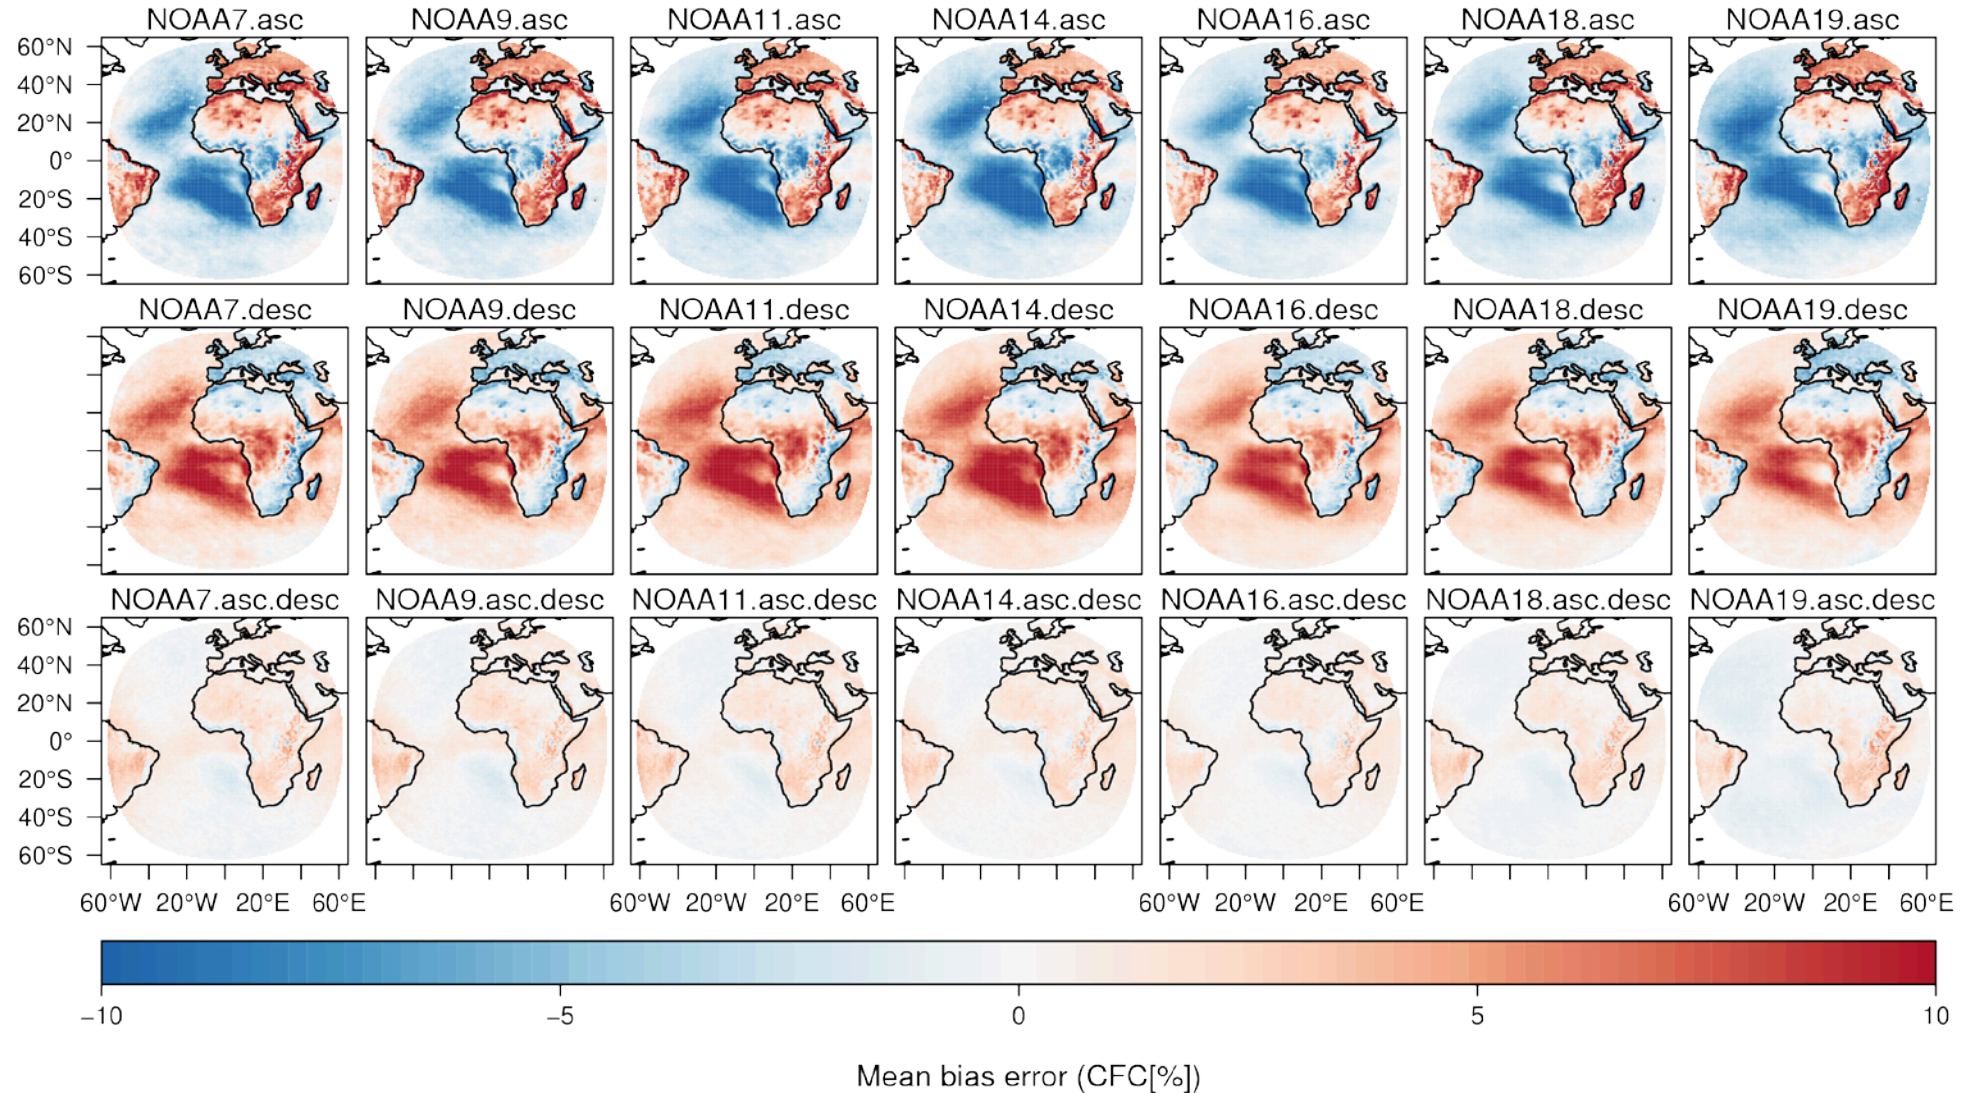 NOAA7.asc NOAA9.asc NOAA11.asc NOAA14.asc NOAA16.asc NOAA18.asc NOAA19.asc
60°N
40°N
20°N
0°
20°S
40°S
60°S
NOAA7.desc NOAA9.desc NOAA11.desc NOAA14.desc NOAA16.desc NOAA18.desc NOAA19.desc
NOAA7.asc.desc NOAA9.asc.desc NOAA11.asc.desc NOAA14.asc.desc NOAA16.asc.desc NOAA18.asc.desc NOAA19.asc.desc
60°N
40°N
20°N
0°
20°S
40°S
60°S
60°W 20°W 20°E 60°E 60°W 20°W 20°E 60°E 60°W 20°W 20°E 60°E 60°W 20°W 20°E 60°E
−10 −5 0 5 10
Mean bias error (CFC[%])